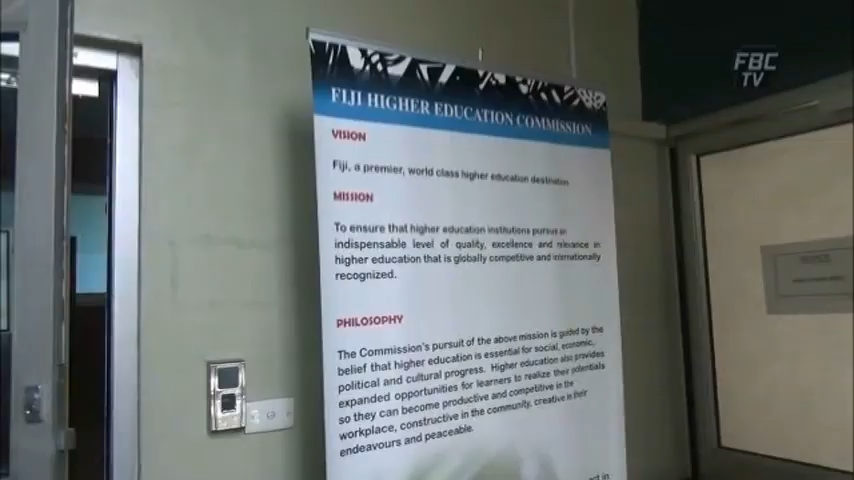 FBC
TV
FIJI HIGHER EDUCATION COMMISSION
VISION
Fiji, a premier, world class higher education destination
MISSION
To ensure that higher education institutions pursue an
indispensable level of quality, excellence and relevance in
higher education that is globally competitive and internationally
recognized.
PHILOSOPHY
The Commission's pursuit of the above mission is guided by the
belief that higher education is essential for social, economic,
political and cultural progress. Higher education also provides
expanded opportunities for learners to realize their potentials
so they can become productive and competitive in the
workplace, constructive in the community, creative in their
endeavours and peaceable.